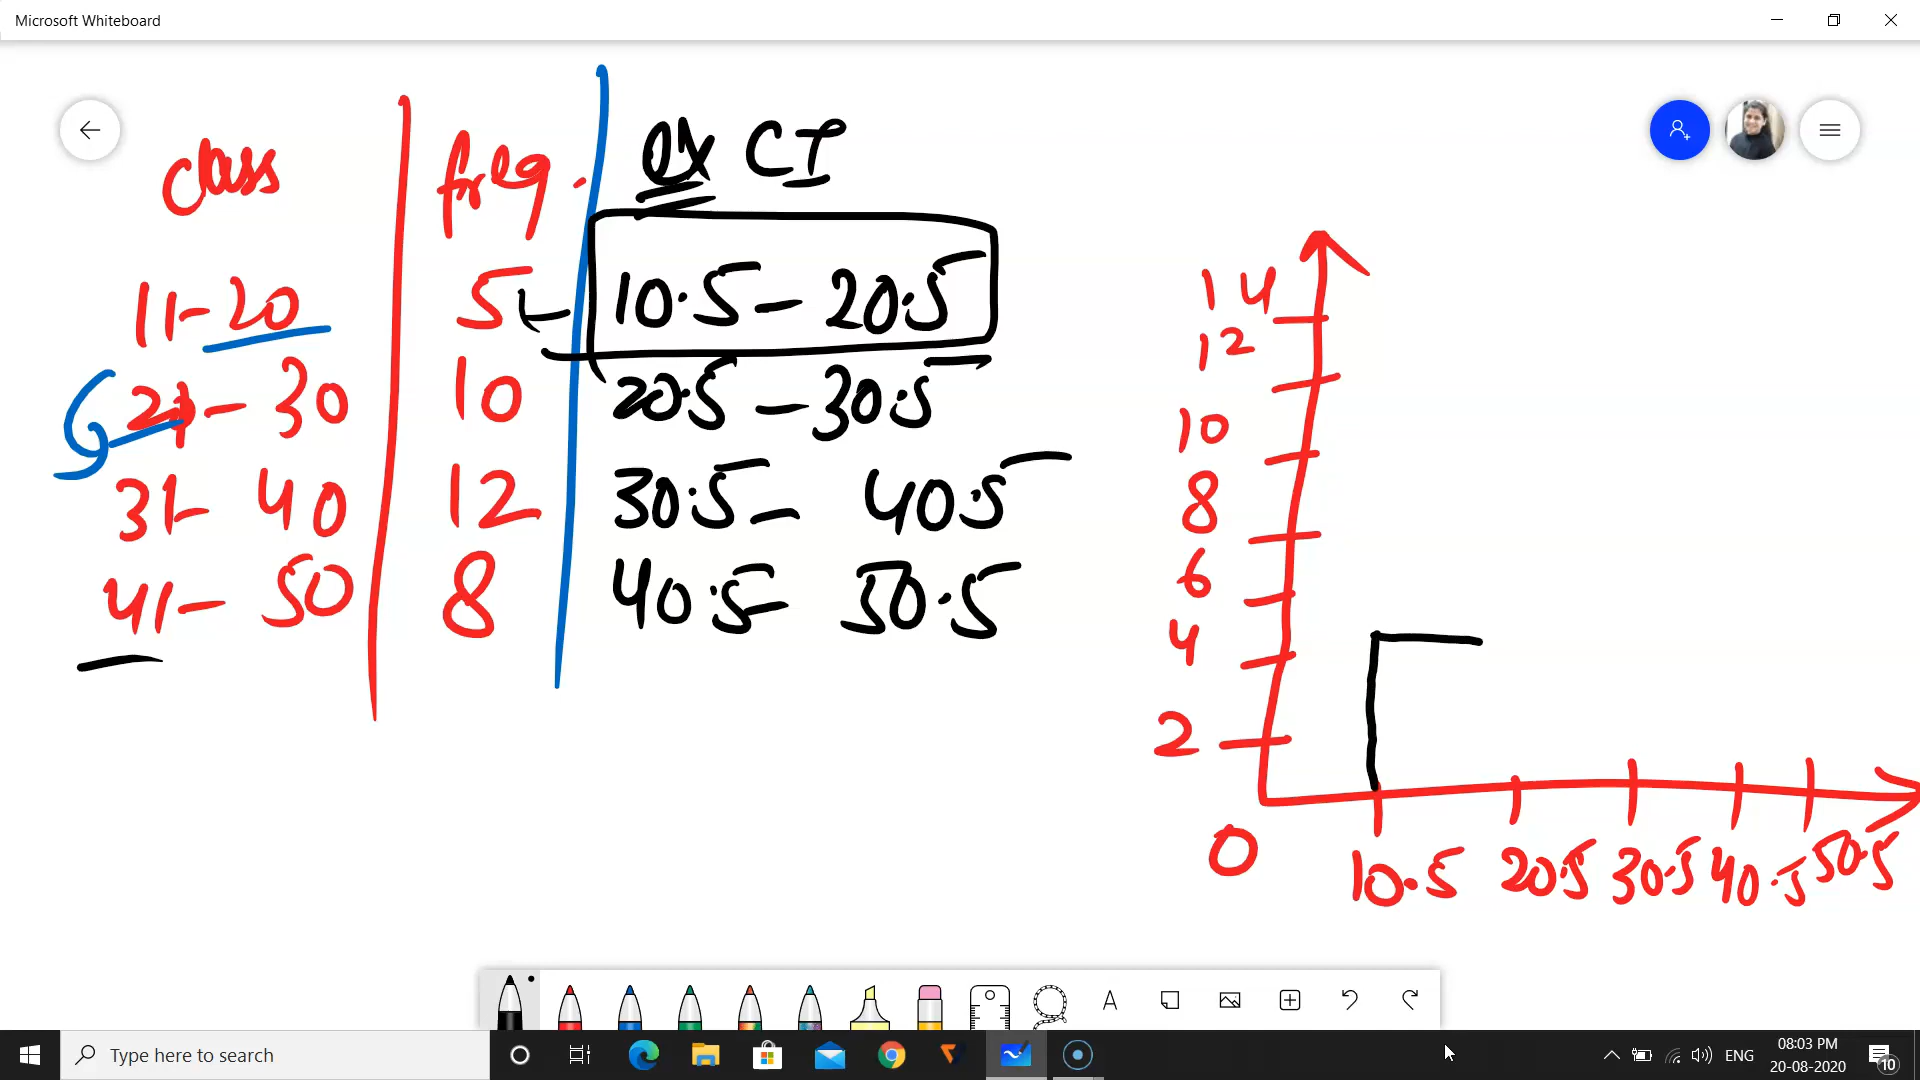 Microsoft Whiteboard
class freq. ex CI
11-20 5 10.5-20.5
21-30 10 20.5-30.5
31-40 12 30.5-40.5
41-50 8 40.5-50.5
14
12
10
8
6
4
2
0 10.5 20.5 30.5 40.5 50.5
Type here to search
ENG
08:03 PM
20-08-2020
10